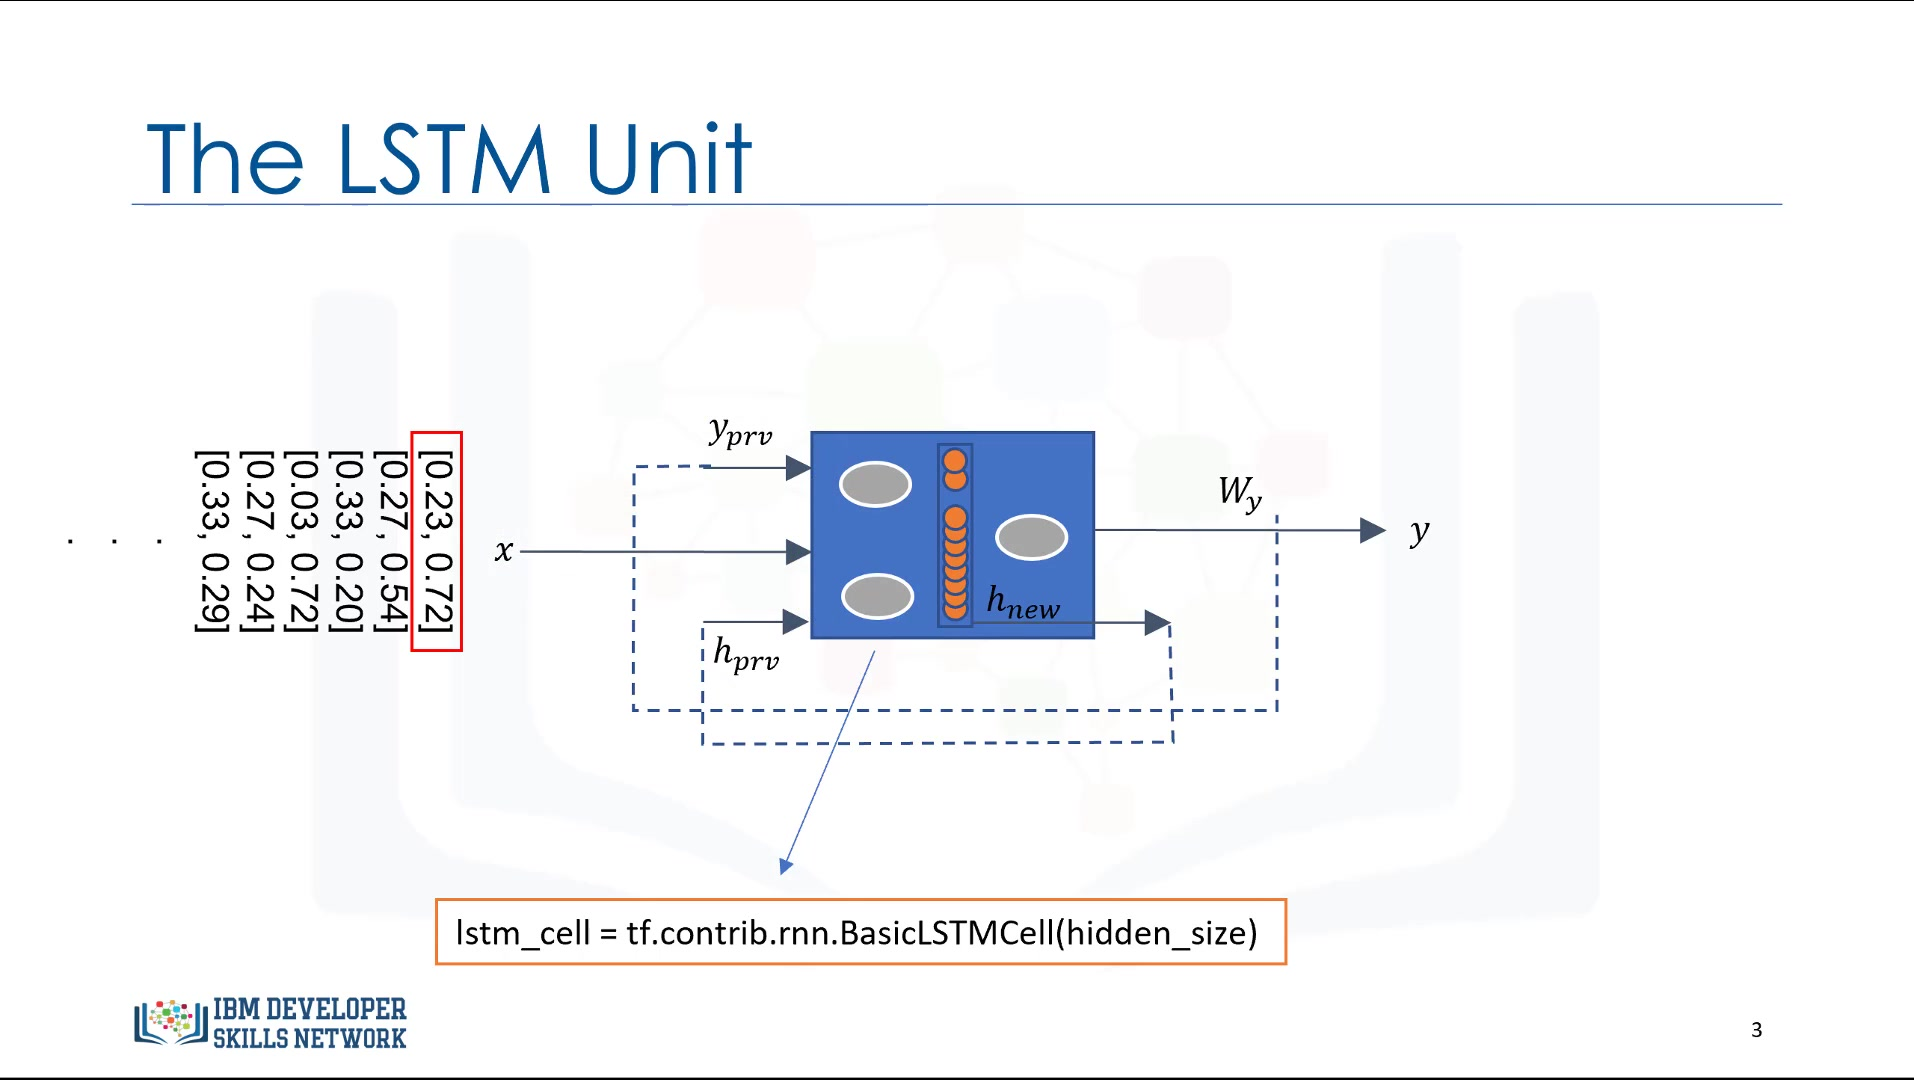 The LSTM Unit
. . .
[0.33, 0.29]
[0.27, 0.24]
[0.03, 0.72]
[0.33, 0.20]
[0.27, 0.54]
[0.23, 0.72]
x
y_prv
h_prv
h_new
W_y
y
lstm_cell = tf.contrib.rnn.BasicLSTMCell(hidden_size)
IBM DEVELOPER
SKILLS NETWORK
3